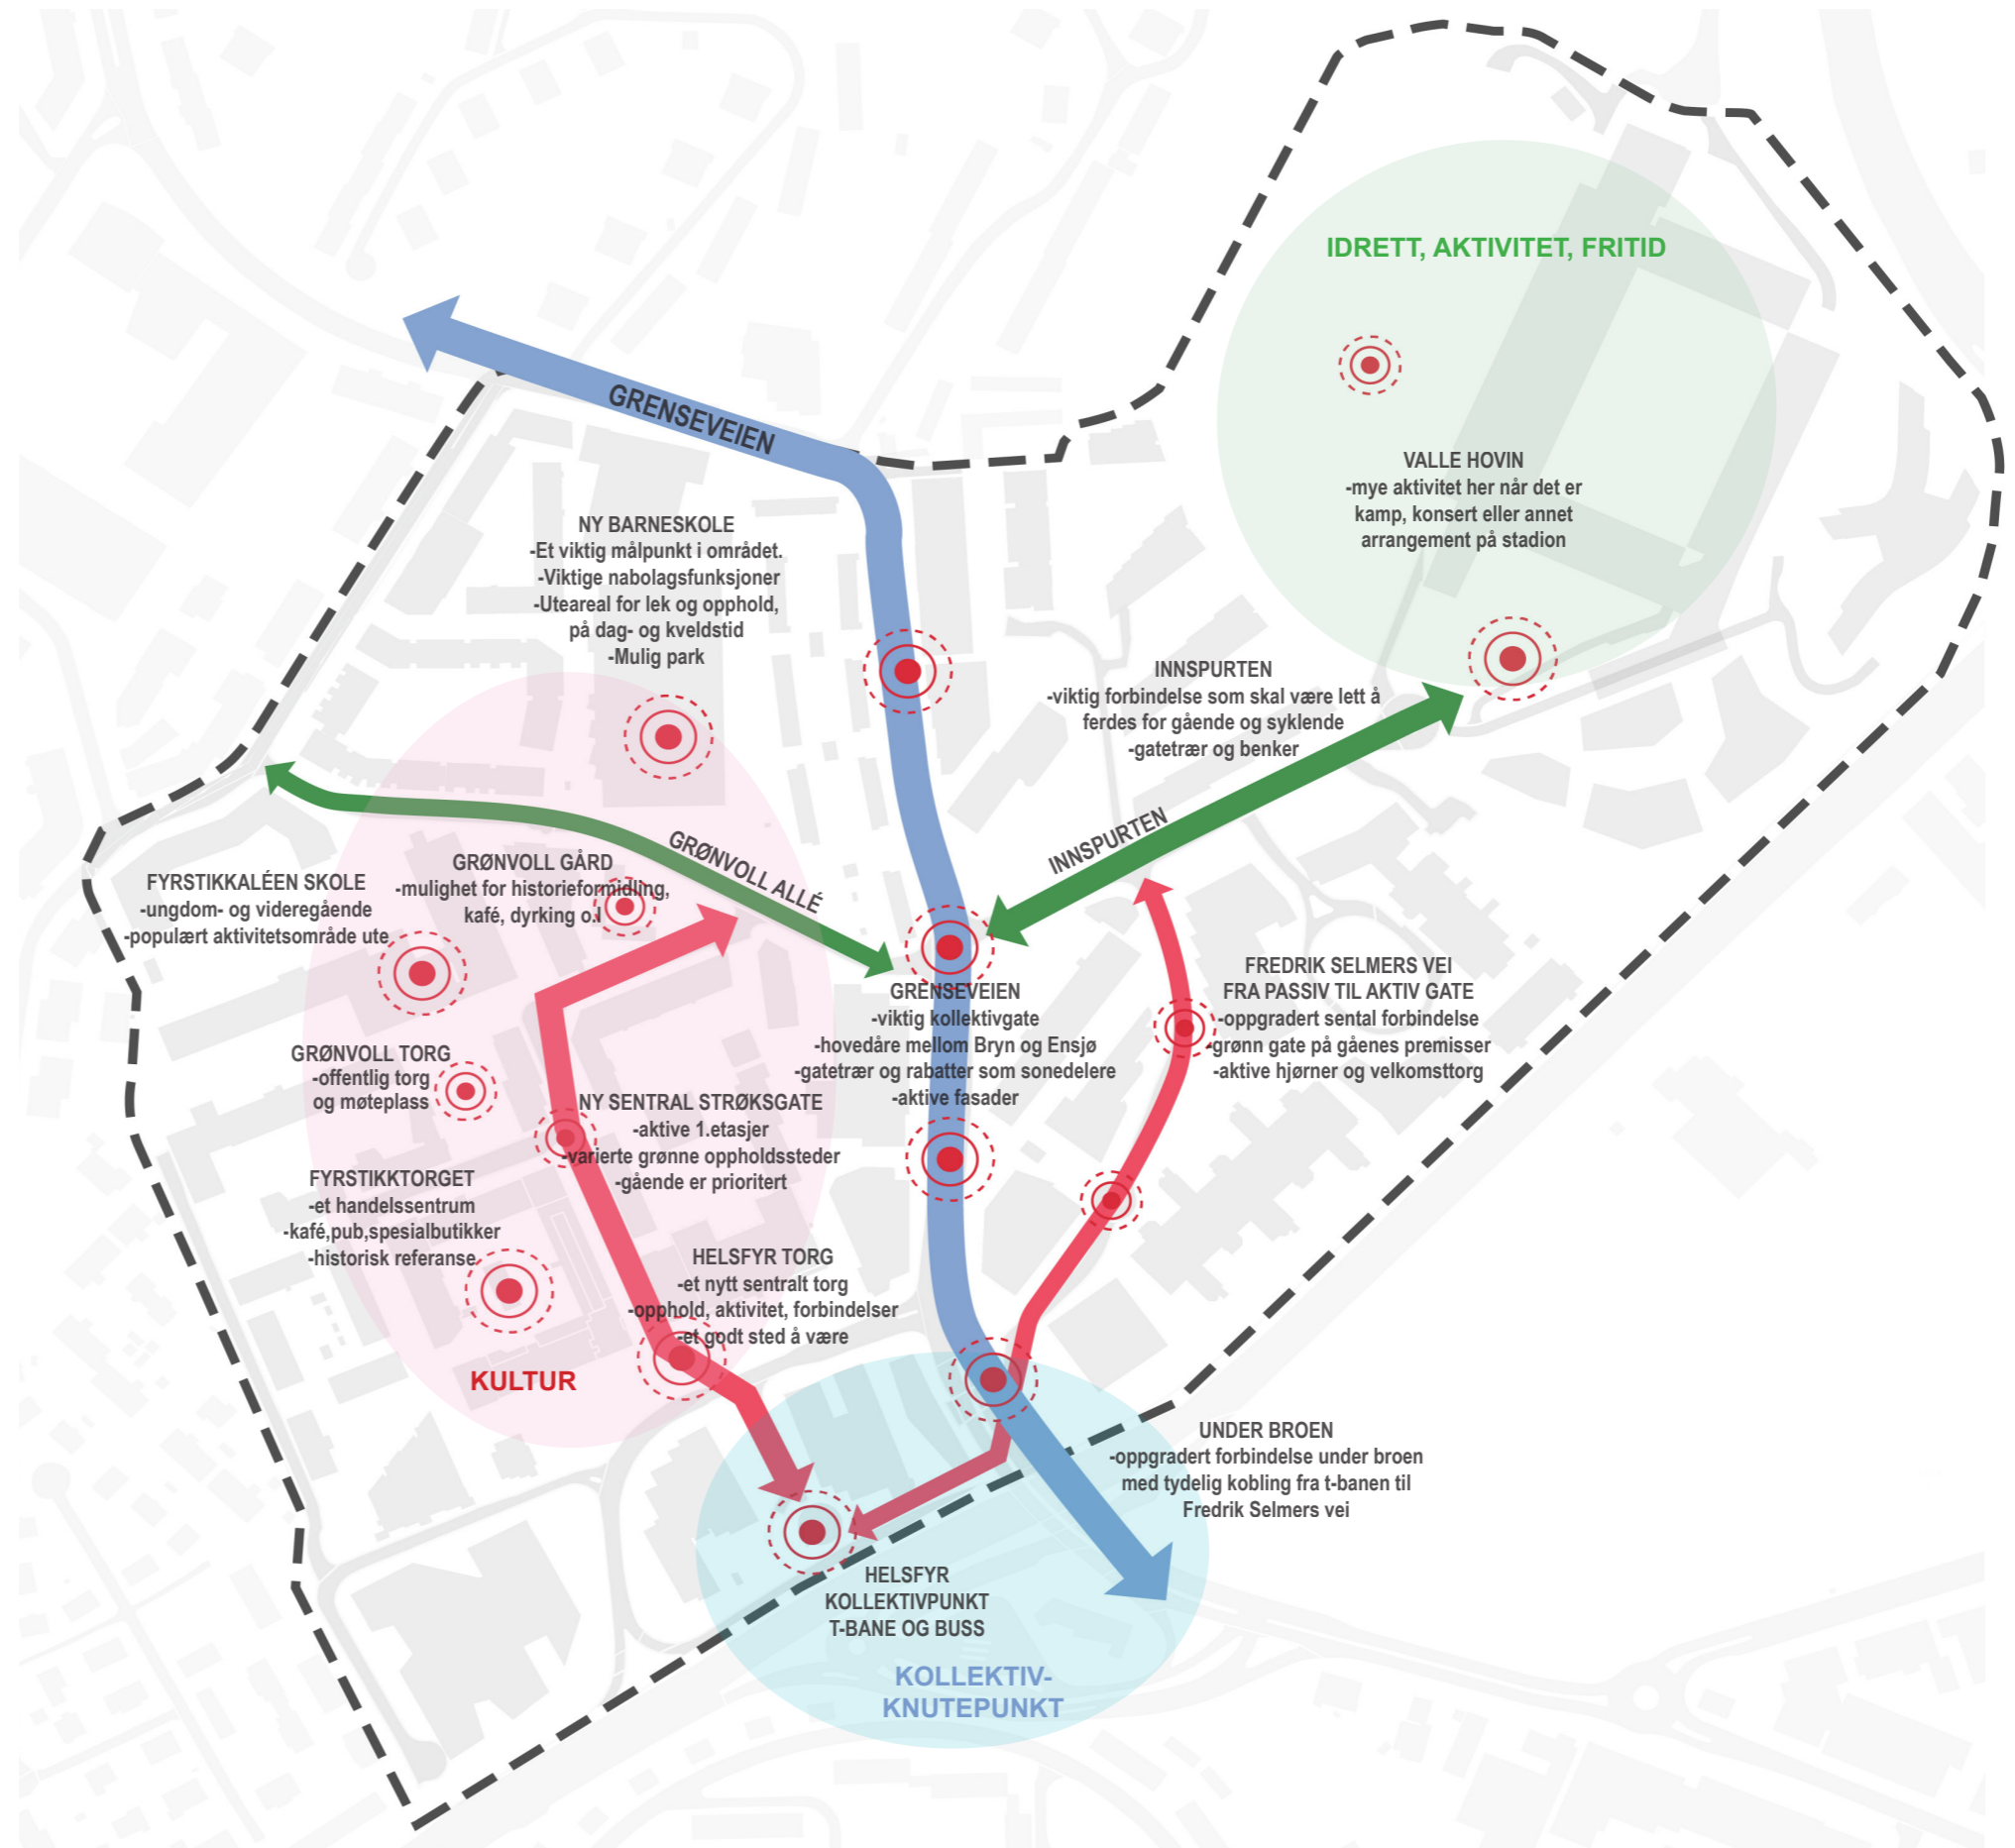 IDRETT, AKTIVITET, FRITID
GRENSEVEIEN
VALLE HOVIN
-mye aktivitet her når det er
kamp, konsert eller annet
arrangement på stadion
NY BARNESKOLE
-Et viktig målpunkt i området.
-Viktige nabolagsfunksjoner
-Uteareal for lek og opphold,
på dag- og kveldstid
-Mulig park
INNSPURTEN
-viktig forbindelse som skal være lett å
ferdes for gående og syklende
-gatetrær og benker
INNSPURTEN
GRØNVOLL ALLÉ
GRØNVOLL GÅRD
-mulighet for historieformidling,
kafé, dyrking o.l
FYRSTIKKALÉEN SKOLE
-ungdom- og videregående
-populært aktivitetsområde ute
GRENSEVEIEN
-viktig kollektivgate
-hovedåre mellom Bryn og Ensjø
-gatetrær og rabatter som sonedelere
-aktive fasader
FREDRIK SELMERS VEI
FRA PASSIV TIL AKTIV GATE
-oppgradert sental forbindelse
-grønn gate på gåenes premisser
-aktive hjørner og velkomsttorg
GRØNVOLL TORG
-offentlig torg
og møteplass
NY SENTRAL STRØKSGATE
-aktive 1.etasjer
-varierte grønne oppholdssteder
-gående er prioritert
FYRSTIKKTORGET
-et handelssentrum
-kafé,pub,spesialbutikker
-historisk referanse
HELSFYR TORG
-et nytt sentralt torg
-opphold, aktivitet, forbindelser
-et godt sted å være
KULTUR
UNDER BROEN
-oppgradert forbindelse under broen
med tydelig kobling fra t-banen til
Fredrik Selmers vei
HELSFYR
KOLLEKTIVPUNKT
T-BANE OG BUSS
KOLLEKTIV-
KNUTEPUNKT